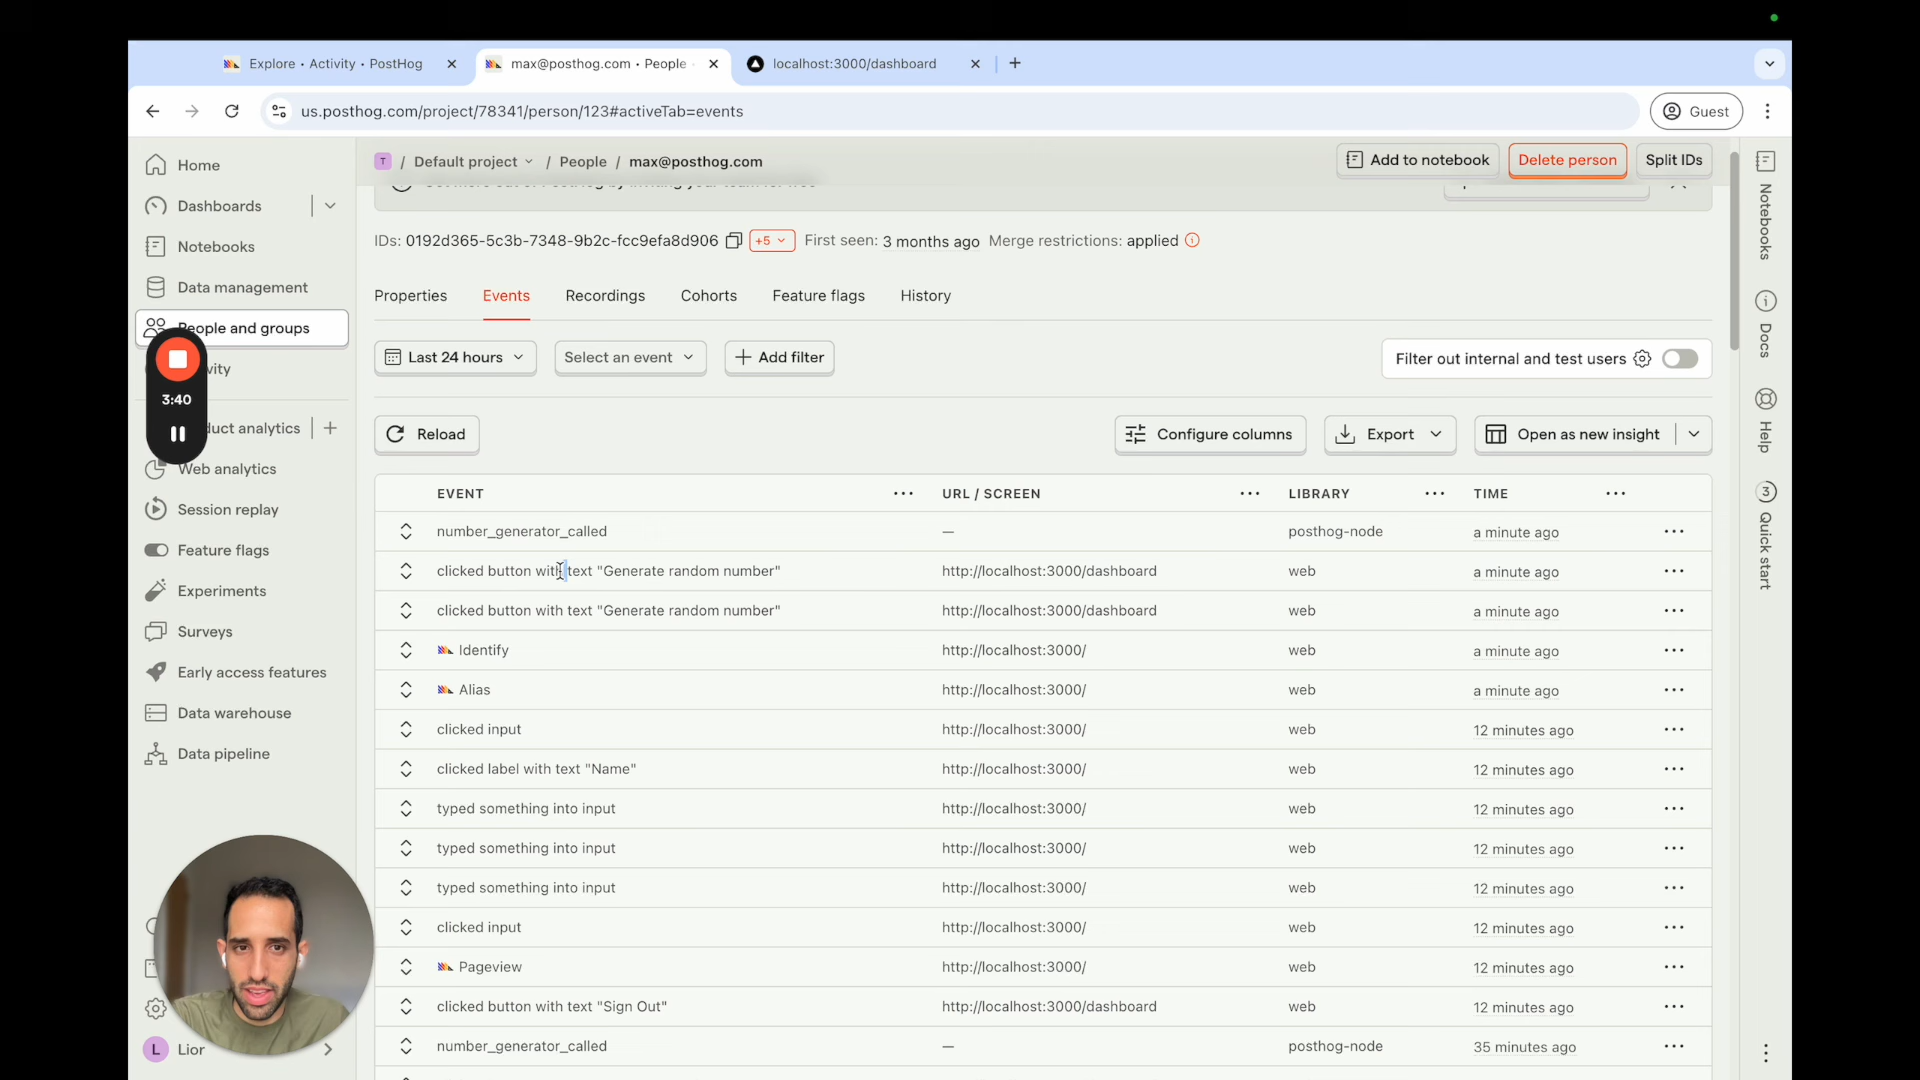 Explore • Activity • PostHog
max@posthog.com • People
localhost:3000/dashboard
us.posthog.com/project/78341/person/123#activeTab=events
Guest
Home
Dashboards
Notebooks
Data management
People and groups
3:40
Web analytics
Session replay
Feature flags
Experiments
Surveys
Early access features
Data warehouse
Data pipeline
L Lior
T / Default project / People / max@posthog.com
Add to notebook
Delete person
Split IDs
IDs: 0192d365-5c3b-7348-9b2c-fcc9efa8d906 +5 First seen: 3 months ago Merge restrictions: applied
Properties Events Recordings Cohorts Feature flags History
Last 24 hours Select an event Add filter Filter out internal and test users
Reload Configure columns Export Open as new insight
EVENT URL / SCREEN LIBRARY TIME
number_generator_called — posthog-node a minute ago
clicked button with text "Generate random number" http://localhost:3000/dashboard web a minute ago
clicked button with text "Generate random number" http://localhost:3000/dashboard web a minute ago
Identify http://localhost:3000/ web a minute ago
Alias http://localhost:3000/ web a minute ago
clicked input http://localhost:3000/ web 12 minutes ago
clicked label with text "Name" http://localhost:3000/ web 12 minutes ago
typed something into input http://localhost:3000/ web 12 minutes ago
typed something into input http://localhost:3000/ web 12 minutes ago
typed something into input http://localhost:3000/ web 12 minutes ago
clicked input http://localhost:3000/ web 12 minutes ago
Pageview http://localhost:3000/ web 12 minutes ago
clicked button with text "Sign Out" http://localhost:3000/dashboard web 12 minutes ago
number_generator_called — posthog-node 35 minutes ago
Notebooks
Docs
Help
3 Quick start